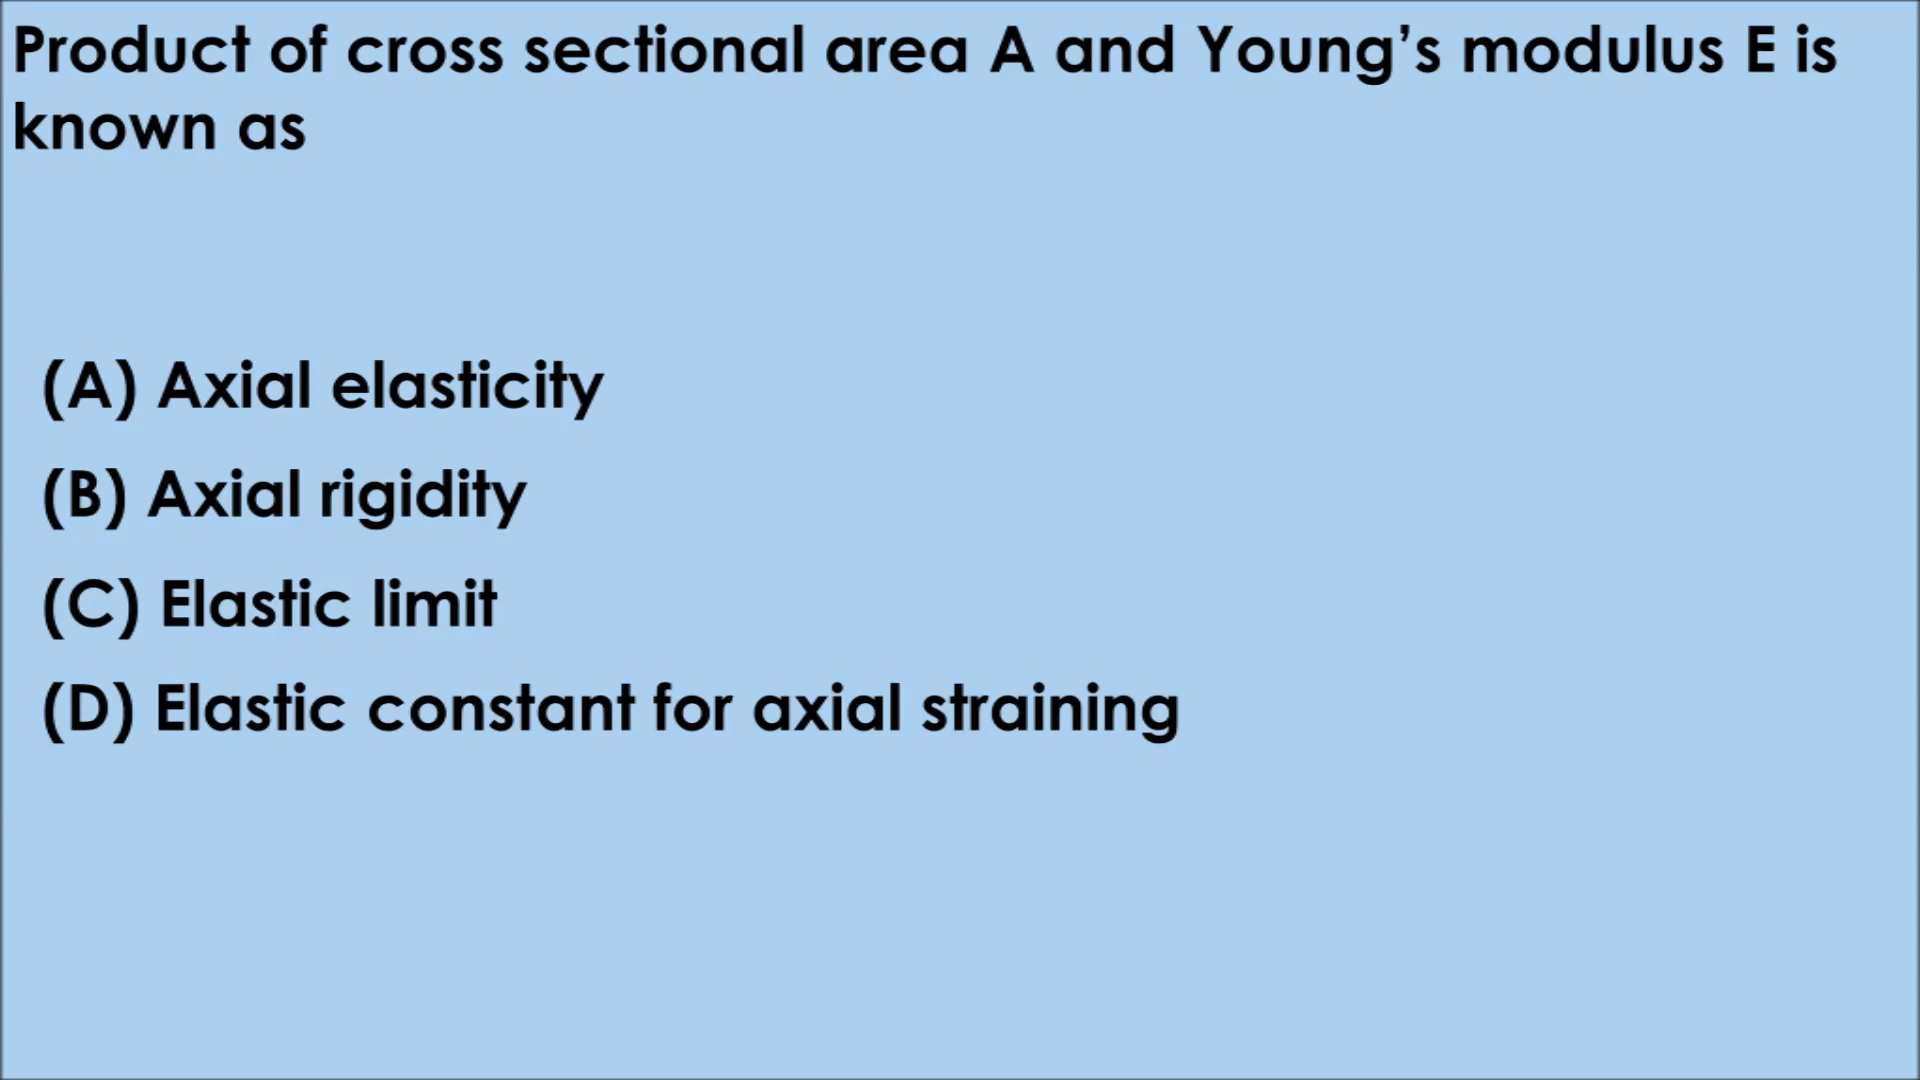 Product of cross sectional area A and Young’s modulus E is
known as
(A) Axial elasticity
(B) Axial rigidity
(C) Elastic limit
(D) Elastic constant for axial straining